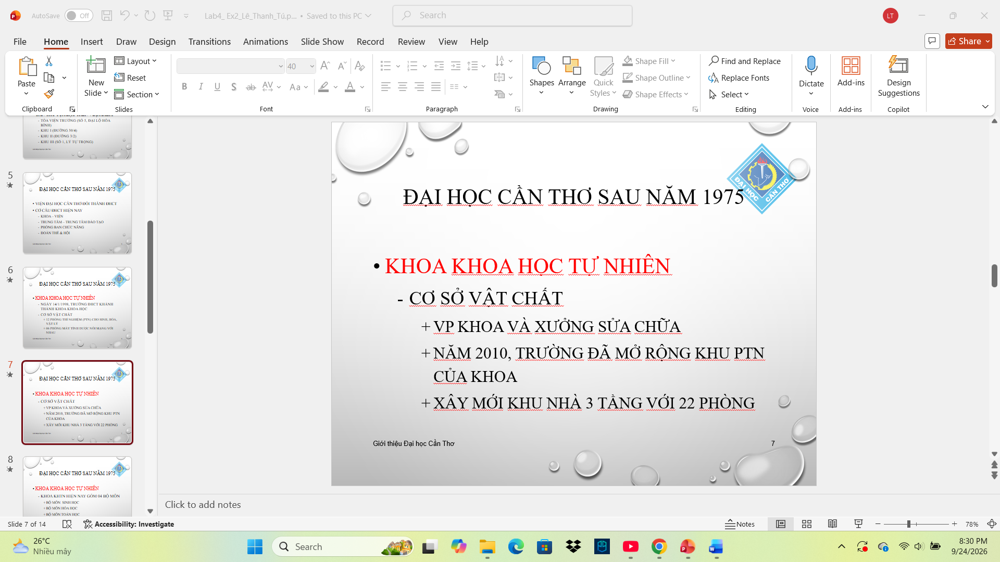 AutoSave Off Lab4_ Ex2_Lê_Thanh_Tú.p... • Saved to this PC Search LT
File Home Insert Draw Design Transitions Animations Slide Show Record Review View Help Share
Paste
Clipboard
New Slide
Layout
Reset
Section
Slides
40
B I U S ab AV Aa A
Font
Paragraph
Shapes
Arrange
Quick Styles
Shape Fill
Shape Outline
Shape Effects
Drawing
Find and Replace
Replace Fonts
Select
Editing
Dictate
Voice
Add-ins
Add-ins
Design Suggestions
Copilot
- TÒA VIỆN TRƯỞNG (SỐ 5, ĐẠI LỘ HÒA
BÌNH)
- KHU I (ĐƯỜNG 30/4)
- KHU II (ĐƯỜNG 3/2)
- KHU III (SỐ 1, LÝ TỰ TRỌNG)
5
ĐẠI HỌC CẦN THƠ SAU NĂM 1975
• VIỆN ĐẠI HỌC CẦN THƠ ĐỔI THÀNH ĐHCT
• CƠ CẤU ĐHCT HIỆN NAY
- KHOA – VIỆN
- TRUNG TÂM – TRUNG TÂM ĐÀO TẠO
- PHÒNG BAN CHỨC NĂNG
- ĐOÀN THỂ & HỘI
6
ĐẠI HỌC CẦN THƠ SAU NĂM 1975
• KHOA KHOA HỌC TỰ NHIÊN
- NGÀY 14/1/1998, TRƯỜNG ĐHCT KHÁNH
THÀNH KHOA KHOA HỌC
- CƠ SỞ VẬT CHẤT
+ 12 PHÒNG THÍ NGHIỆM (PTN) CHO SINH, HÓA,
VẬT LÝ
+ 06 PHÒNG MÁY TÍNH ĐƯỢC NỐI MẠNG VỚI
NHAU
7
ĐẠI HỌC CẦN THƠ SAU NĂM 1975
• KHOA KHOA HỌC TỰ NHIÊN
- CƠ SỞ VẬT CHẤT
+ VP KHOA VÀ XƯỞNG SỬA CHỮA
+ NĂM 2010, TRƯỜNG ĐÃ MỞ RỘNG KHU PTN
CỦA KHOA
+ XÂY MỚI KHU NHÀ 3 TẦNG VỚI 22 PHÒNG
8
ĐẠI HỌC CẦN THƠ SAU NĂM 1975
• KHOA KHOA HỌC TỰ NHIÊN
- KHOA KHTN HIỆN NAY GỒM 04 BỘ MÔN
+ BỘ MÔN SINH HỌC
+ BỘ MÔN HÓA HỌC
+ BỘ MÔN TOÁN HỌC
ĐẠI HỌC CẦN THƠ
ĐẠI HỌC CẦN THƠ SAU NĂM 1975
• KHOA KHOA HỌC TỰ NHIÊN
- CƠ SỞ VẬT CHẤT
+ VP KHOA VÀ XƯỞNG SỬA CHỮA
+ NĂM 2010, TRƯỜNG ĐÃ MỞ RỘNG KHU PTN
CỦA KHOA
+ XÂY MỚI KHU NHÀ 3 TẦNG VỚI 22 PHÒNG
Giới thiệu Đại học Cần Thơ 7
Click to add notes
Slide 7 of 14 Accessibility: Investigate Notes 78%
26°C
Nhiều mây
Search
8:30 PM
9/24/2026